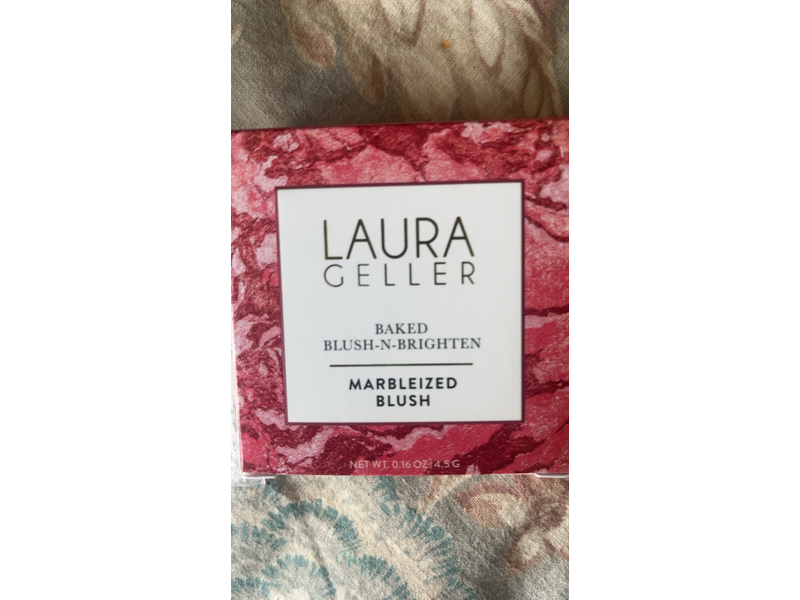 LAURA
GELLER
BAKED
BLUSH-N-BRIGHTEN
MARBLEIZED
BLUSH
NET WT. 0.16 OZ | 4.5 G